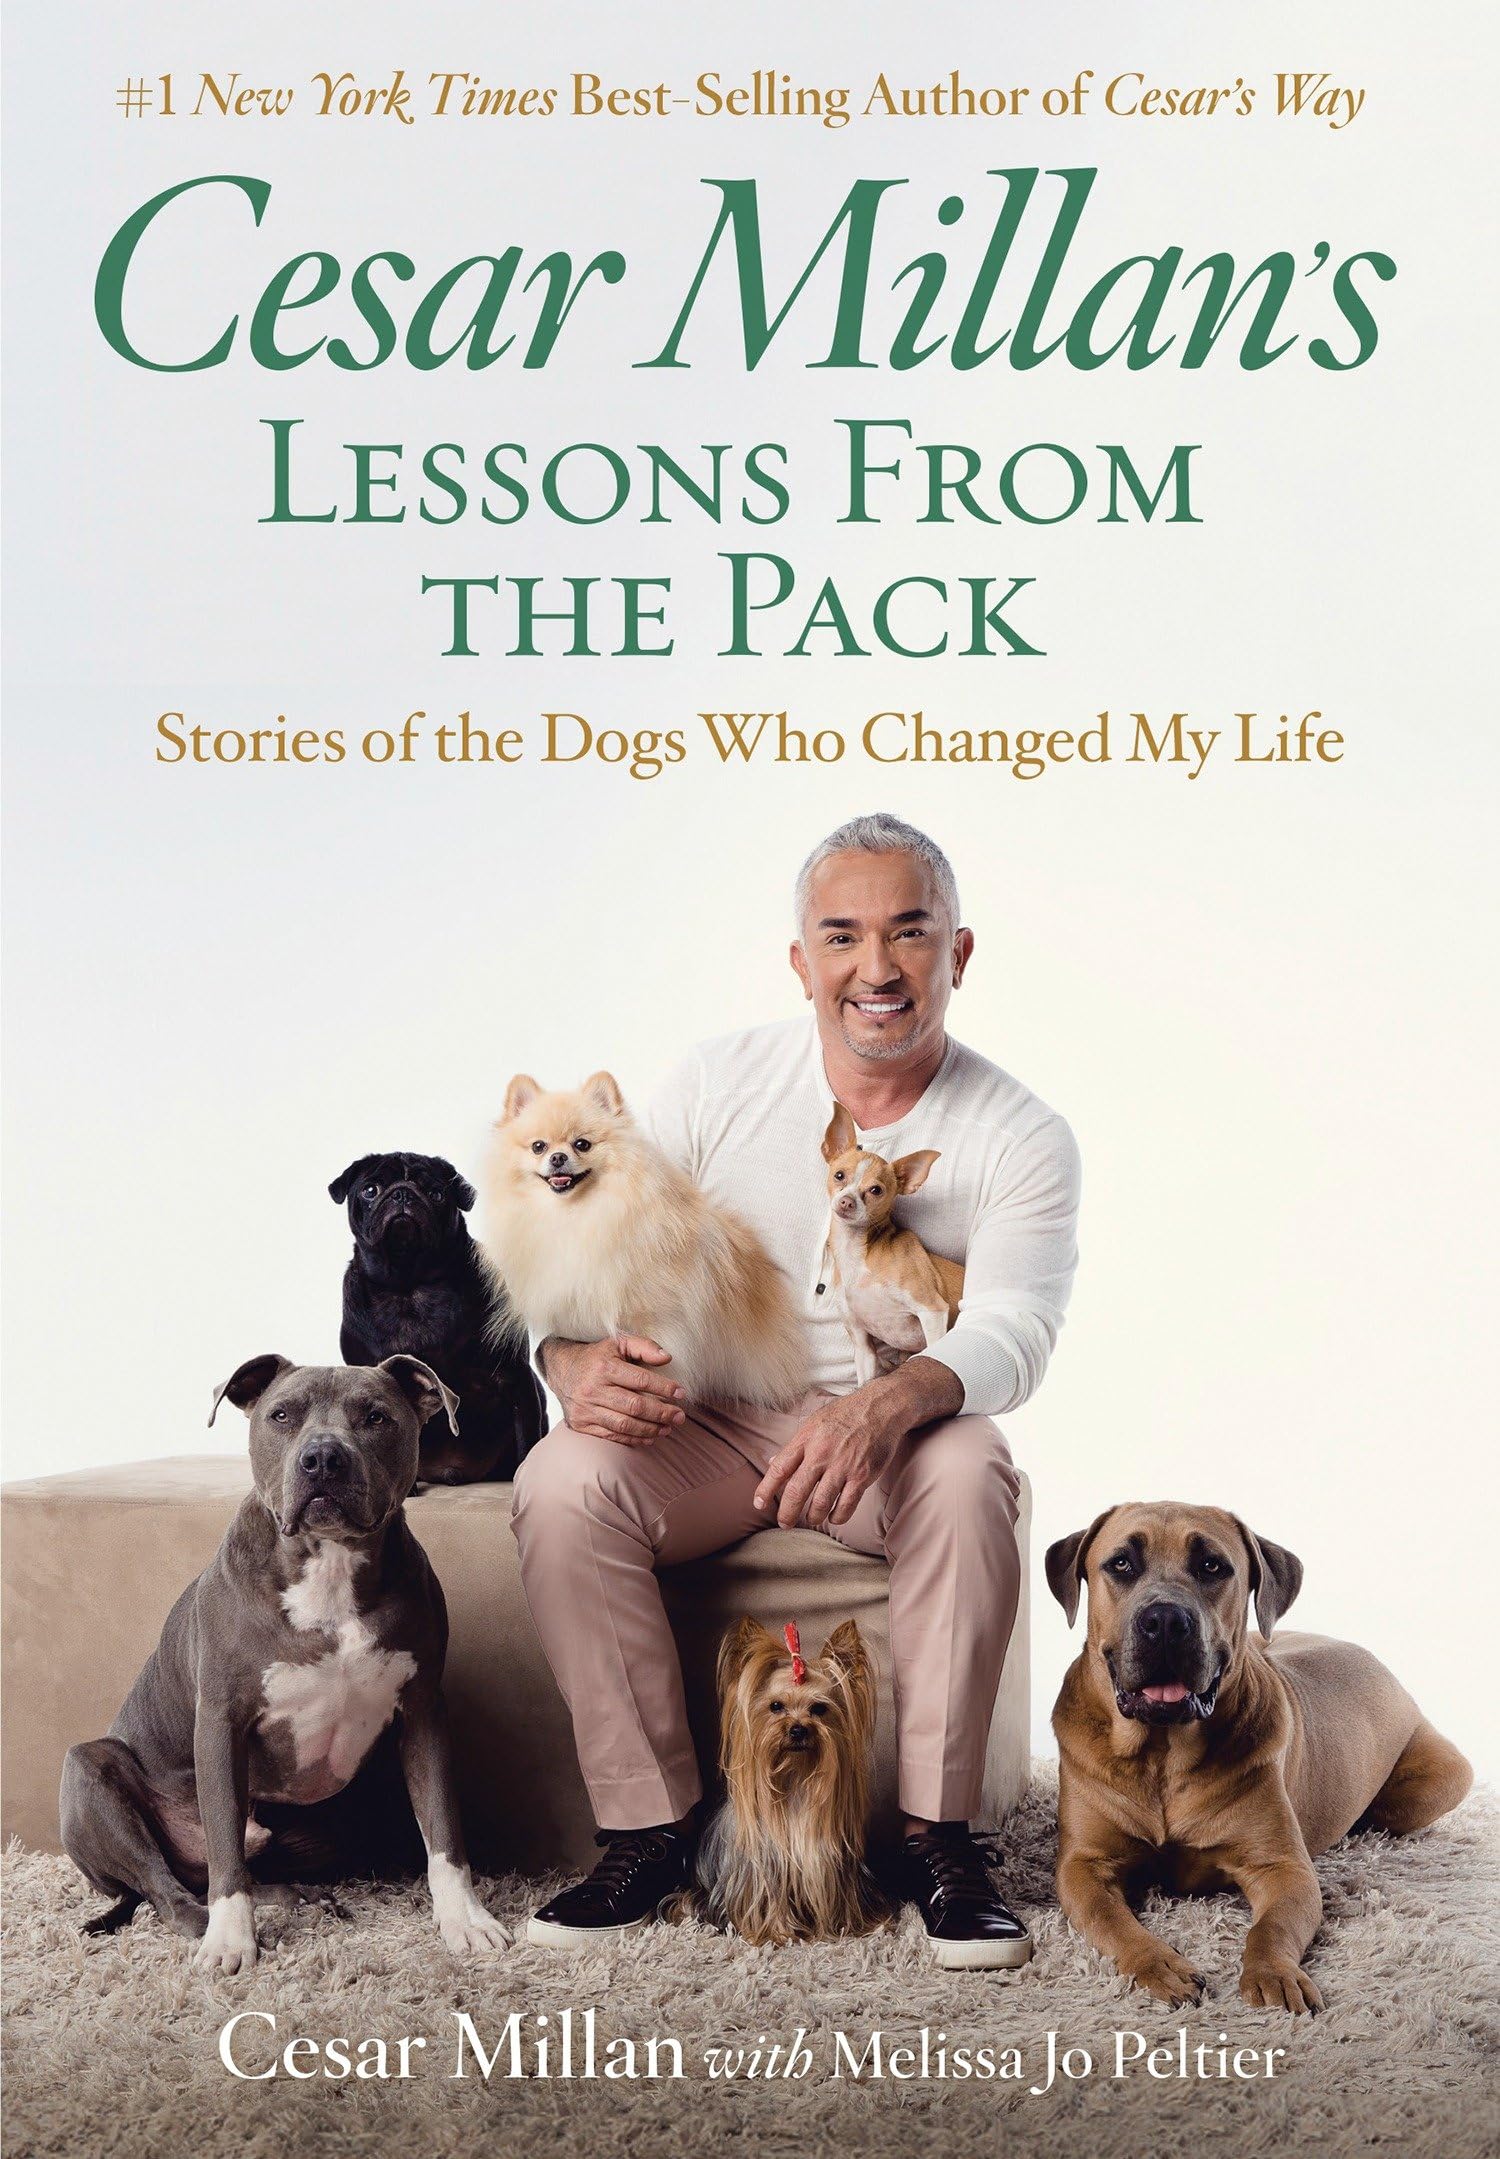 #1 New York Times Best-Selling Author of Cesar's Way
Cesar Millan's
LESSONS FROM
THE PACK
Stories of the Dogs Who Changed My Life
Cesar Millan with Melissa Jo Peltier